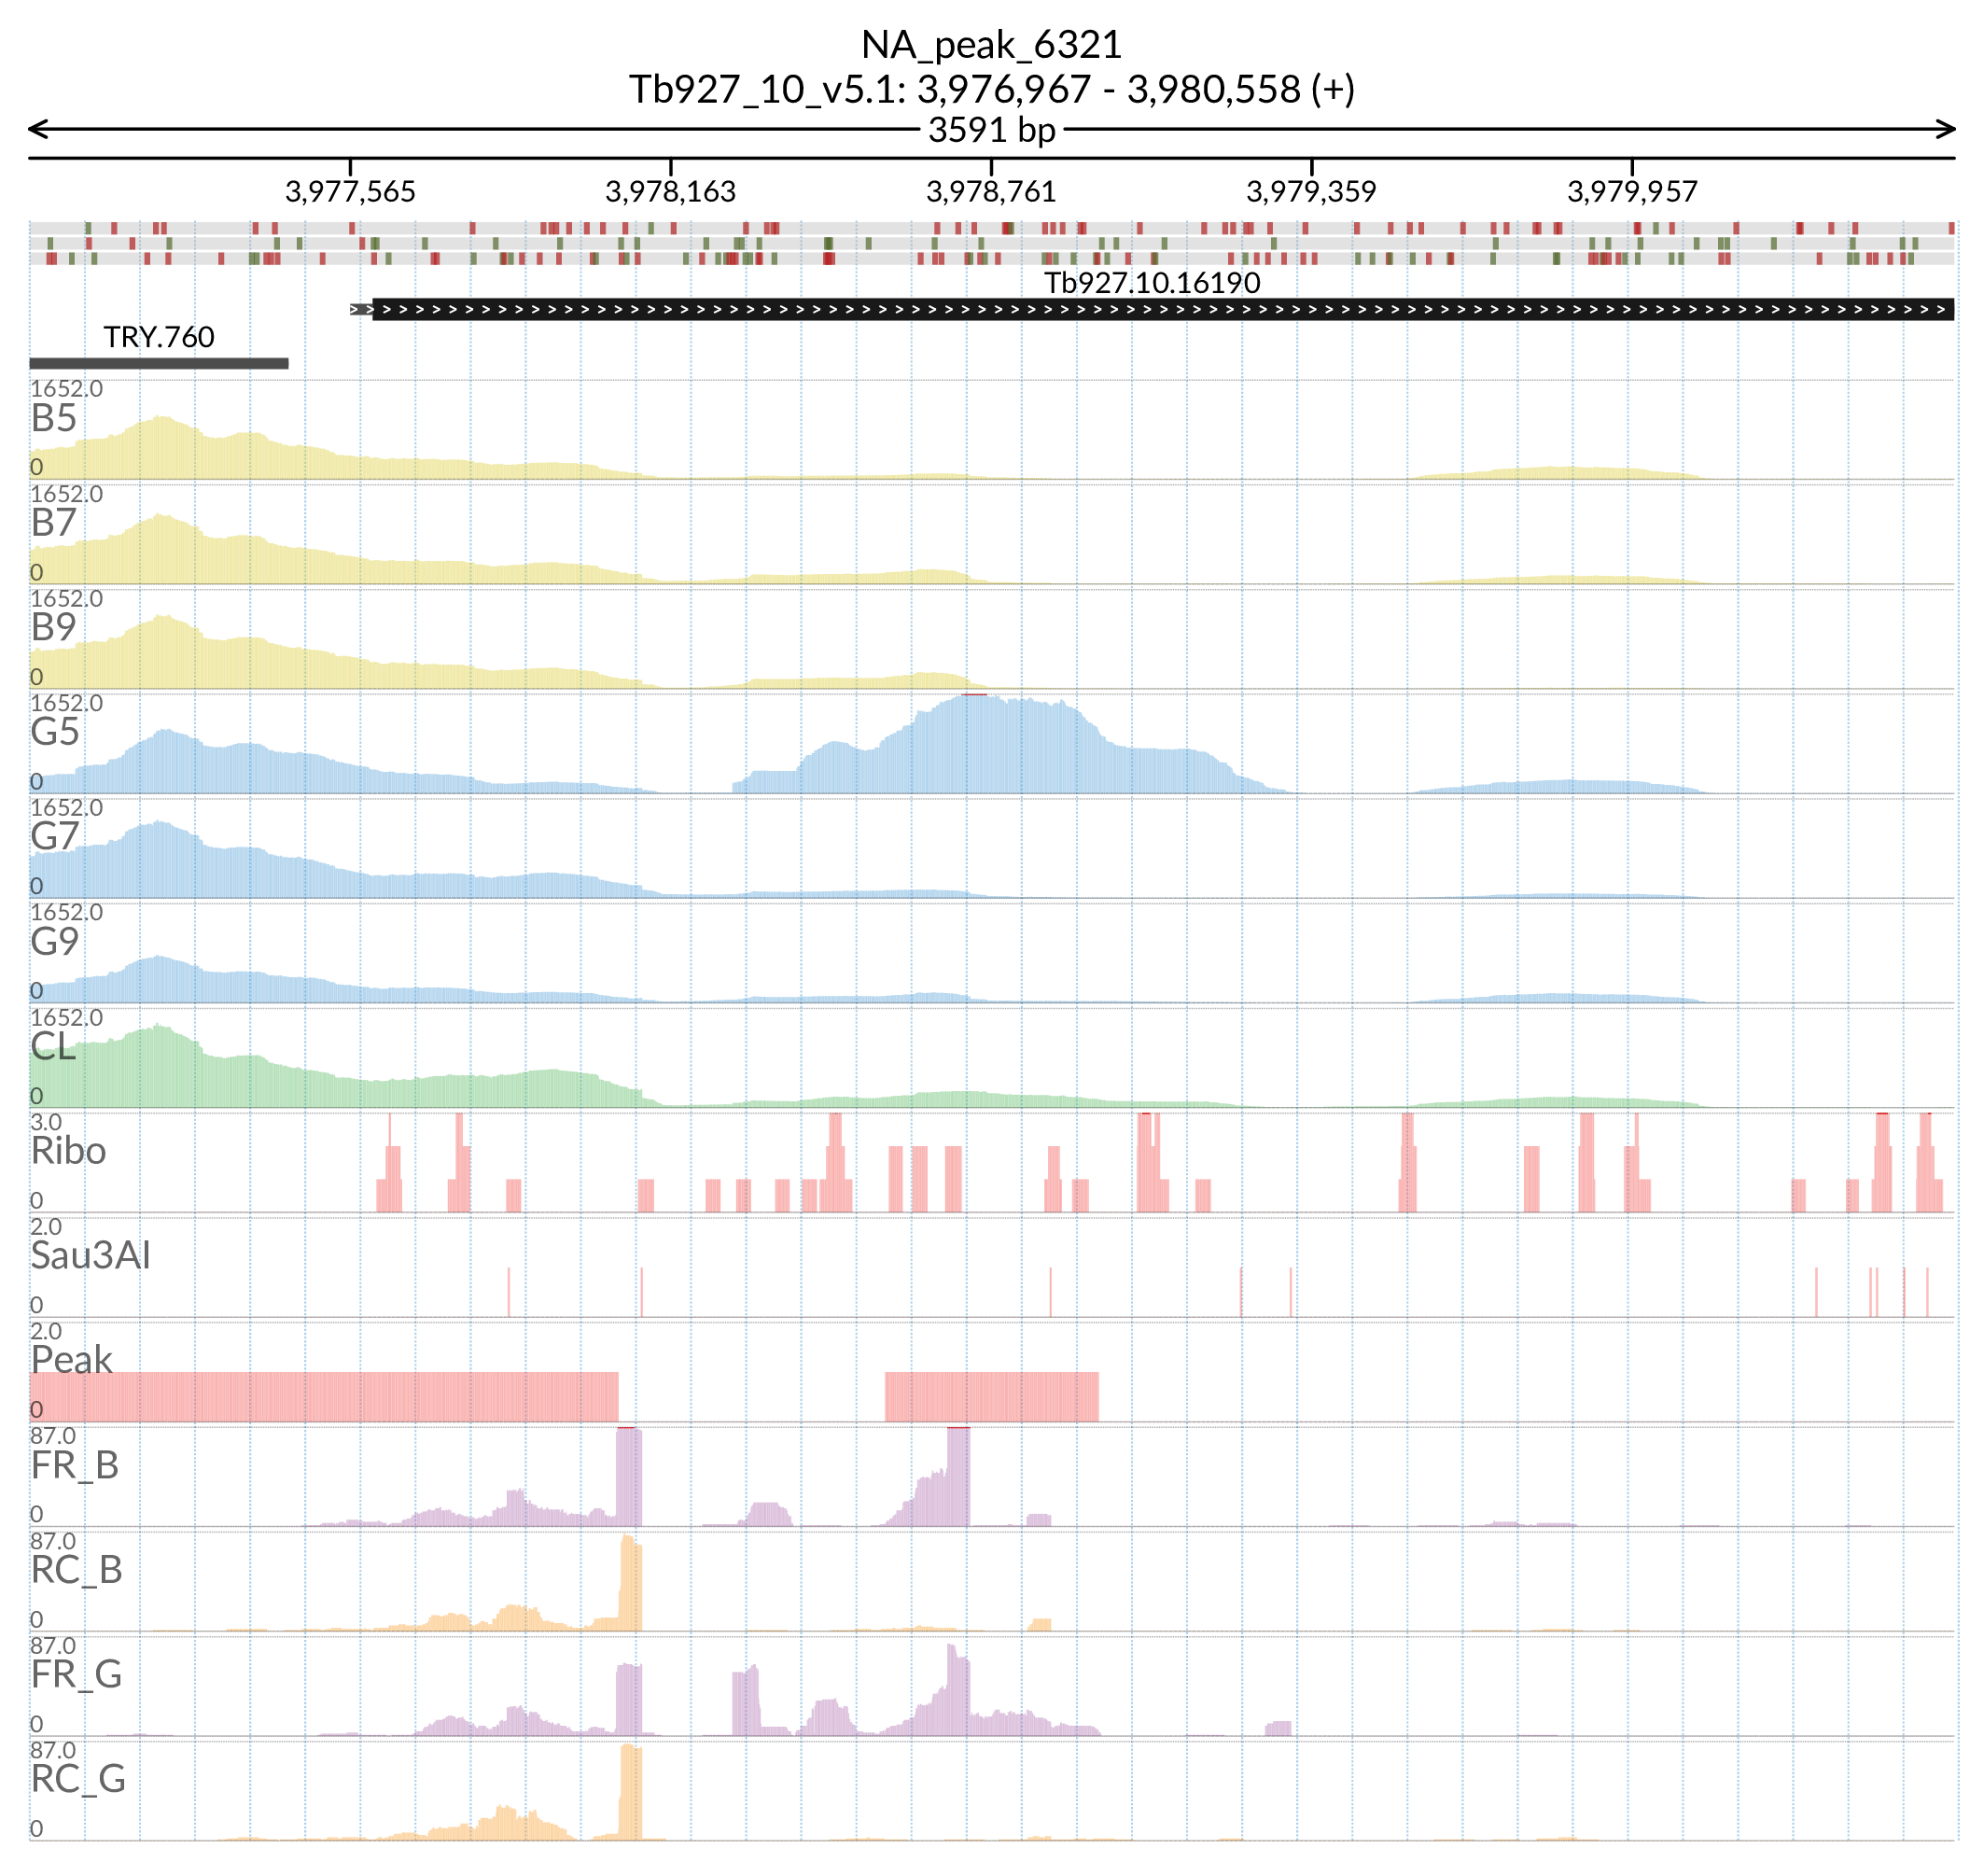 NA_peak_6321
Tb927_10_v5.1: 3,976,967 - 3,980,558 (+)
3591 bp
3,977,565 3,978,163 3,978,761 3,979,359 3,979,957
Tb927.10.16190
TRY.760
1652.0
B5
0
1652.0
B7
0
1652.0
B9
0
1652.0
G5
0
1652.0
G7
0
1652.0
G9
0
1652.0
CL
0
3.0
Ribo
0
2.0
Sau3AI
0
2.0
Peak
0
87.0
FR_B
0
87.0
RC_B
0
87.0
FR_G
0
87.0
RC_G
0